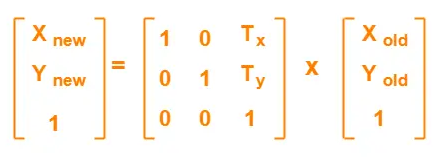 X new 1 0 Tx X old
Y new = 0 1 Ty x Y old
1 0 0 1 1